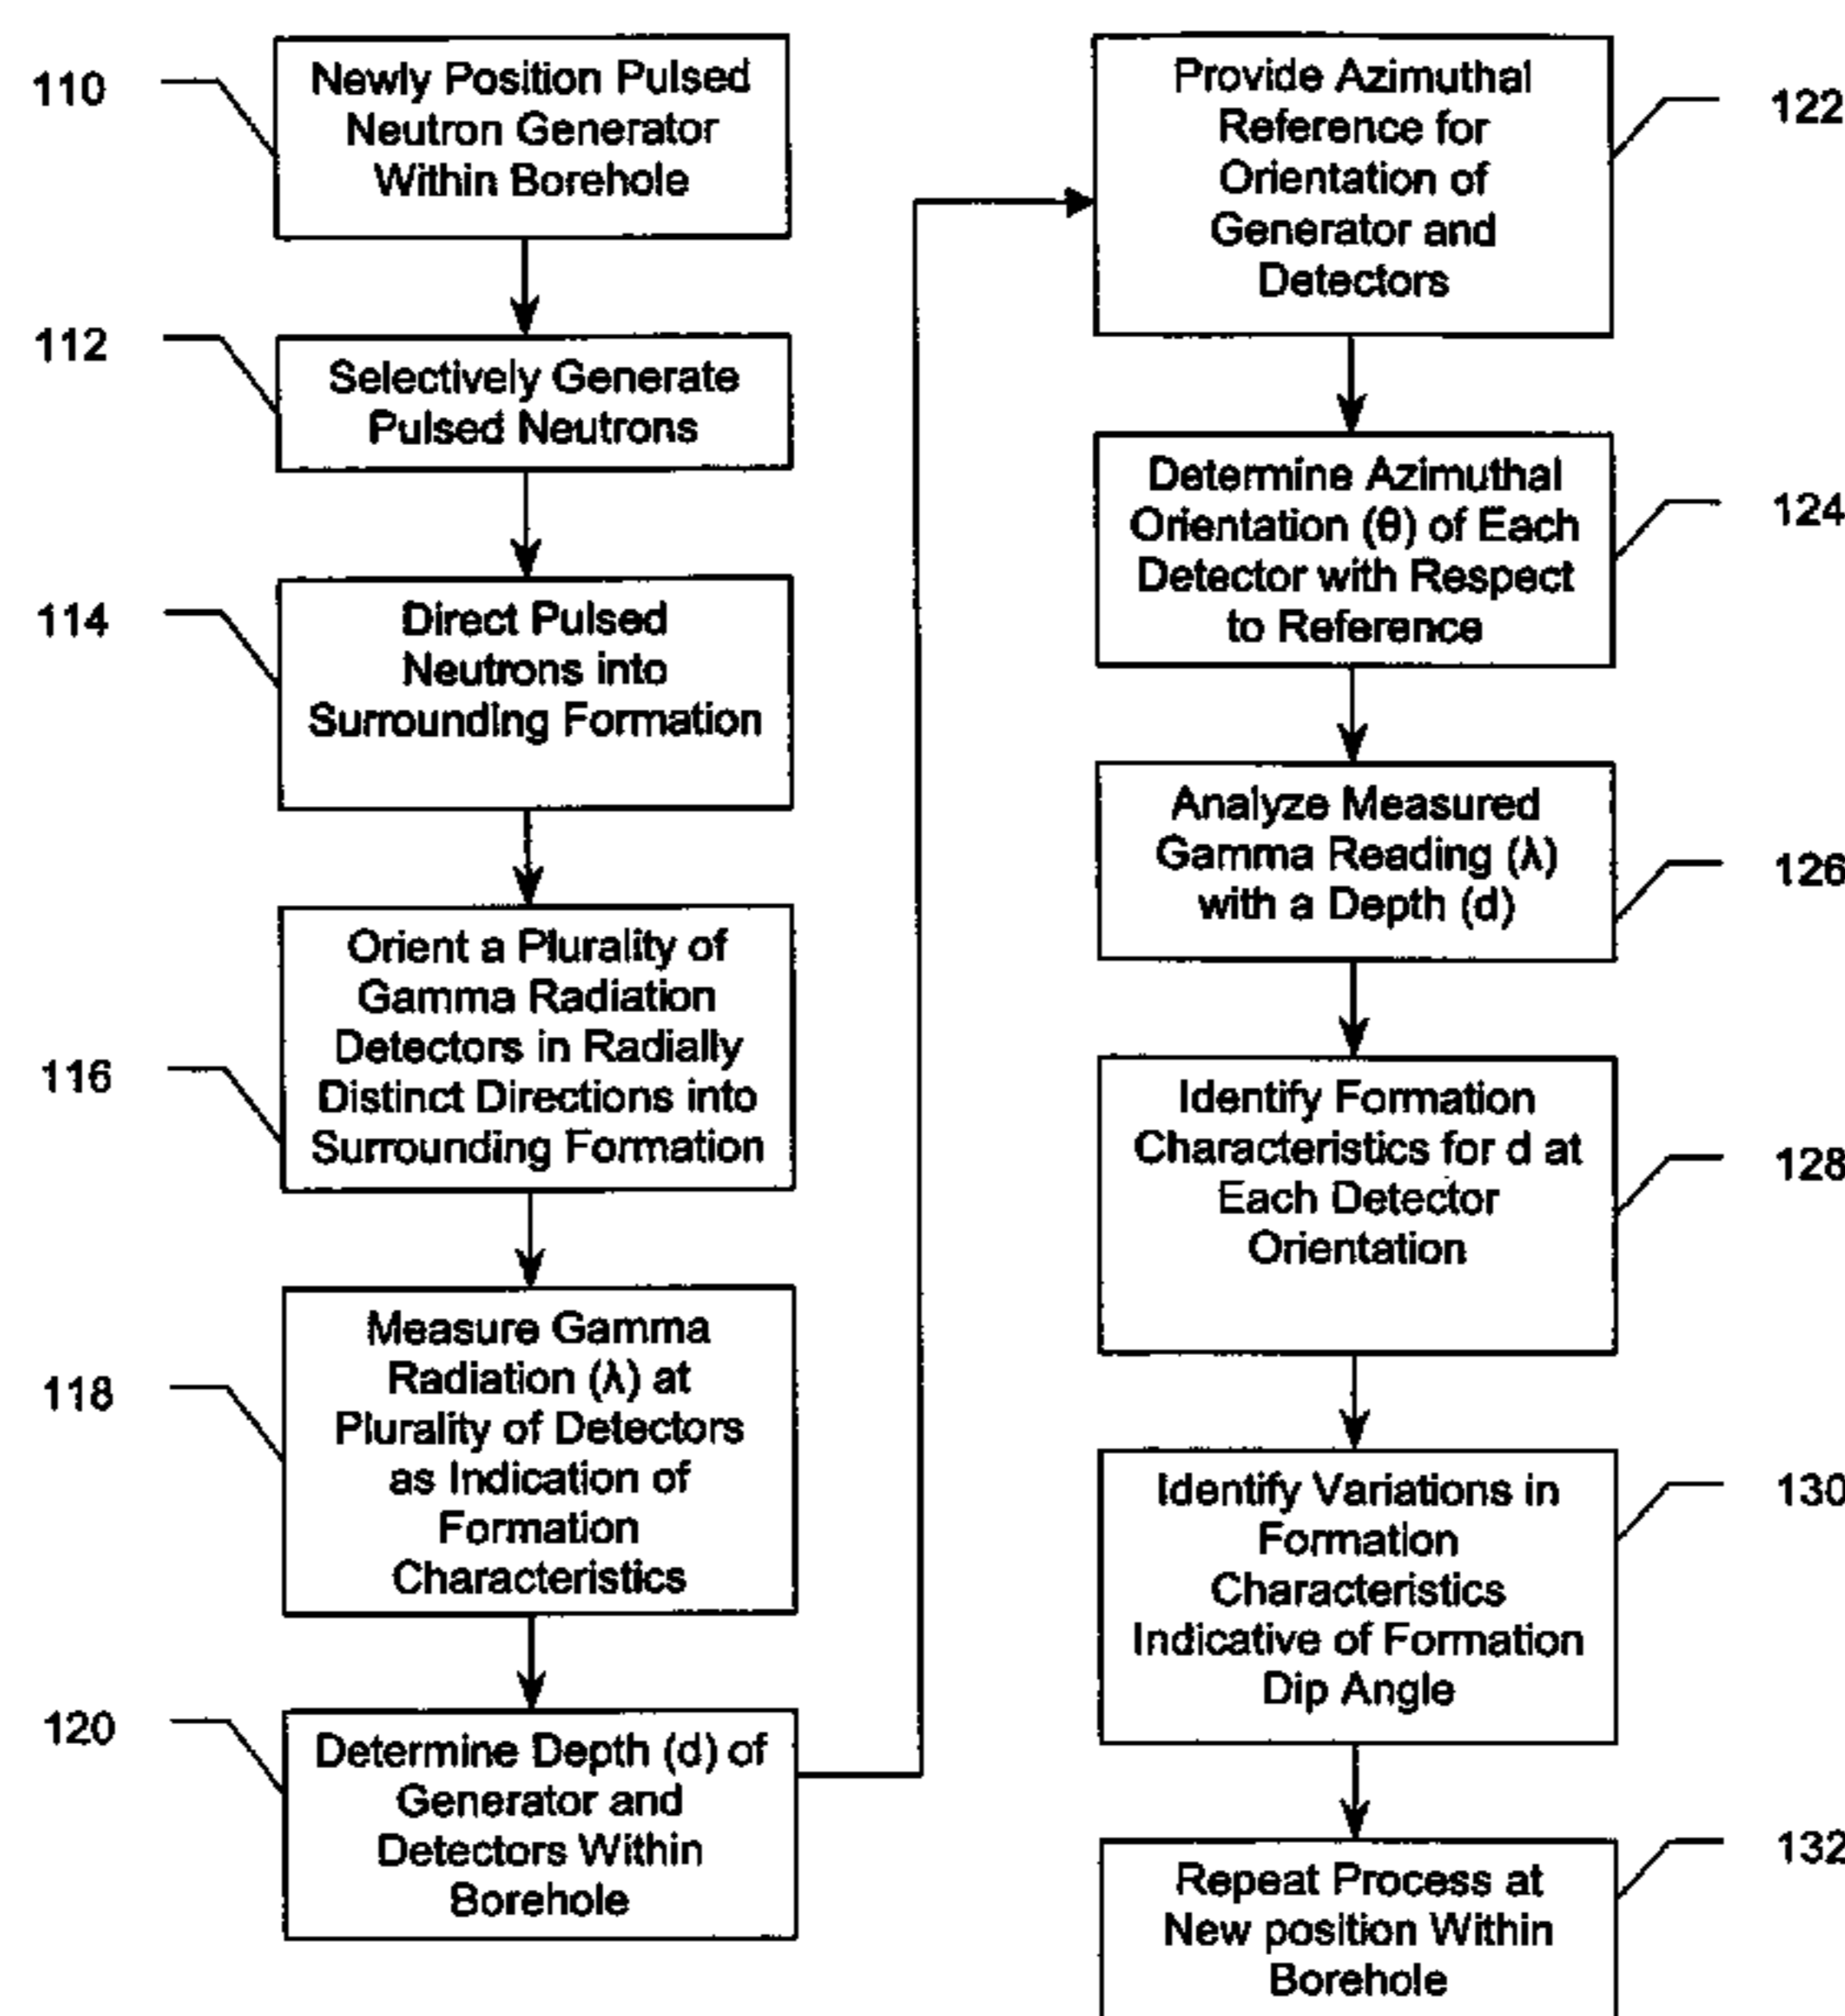 110
Newly Position Pulsed
Neutron Generator
Within Borehole
112
Selectively Generate
Pulsed Neutrons
114
Direct Pulsed
Neutrons into
Surrounding Formation
116
Orient a Plurality of
Gamma Radiation
Detectors in Radially
Distinct Directions into
Surrounding Formation
118
Measure Gamma
Radiation (λ) at
Plurality of Detectors
as Indication of
Formation
Characteristics
120
Determine Depth (d) of
Generator and
Detectors Within
Borehole
Provide Azimuthal
Reference for
Orientation of
Generator and
Detectors
122
Determine Azimuthal
Orientation (θ) of Each
Detector with Respect
to Reference
124
Analyze Measured
Gamma Reading (λ)
with a Depth (d)
126
Identify Formation
Characteristics for d at
Each Detector
Orientation
128
Identify Variations in
Formation
Characteristics
Indicative of Formation
Dip Angle
130
Repeat Process at
New position Within
Borehole
132